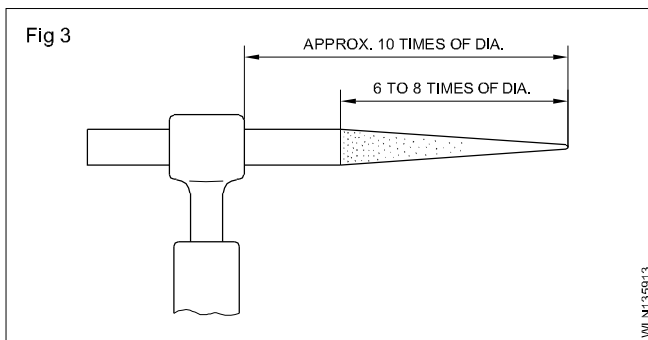 Fig 3
APPROX. 10 TIMES OF DIA.
6 TO 8 TIMES OF DIA.
WLN135913